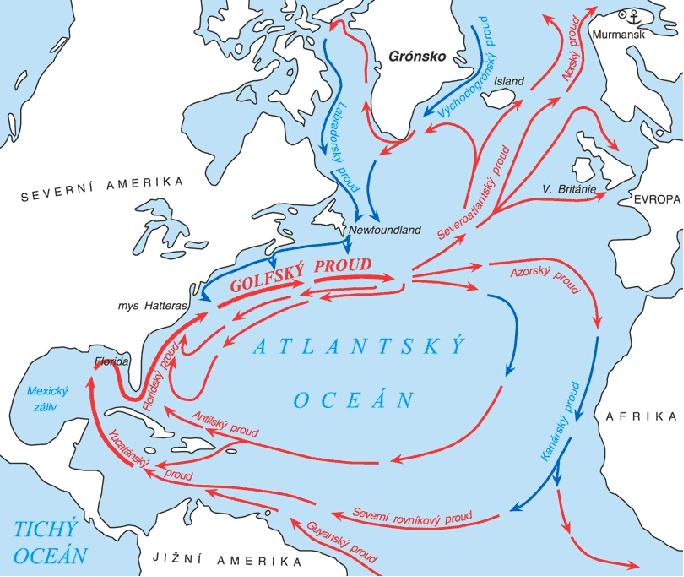 Grónsko
Murmansk
Island
Norský proud
Východogrónský proud
Labradorský proud
SEVERNÍ AMERIKA
Severoatlantský proud
V. Británie
EVROPA
Newfoundland
GOLFSKÝ PROUD
Azorský proud
mys Hatteras
ATLANTSKÝ
OCEÁN
Florida
Floridský proud
Mexický
záliv
Antilský proud
Kanárský proud
AFRIKA
Yucatánský proud
Severní rovníkový proud
Guyanský proud
TICHÝ
OCEÁN
JIŽNÍ AMERIKA